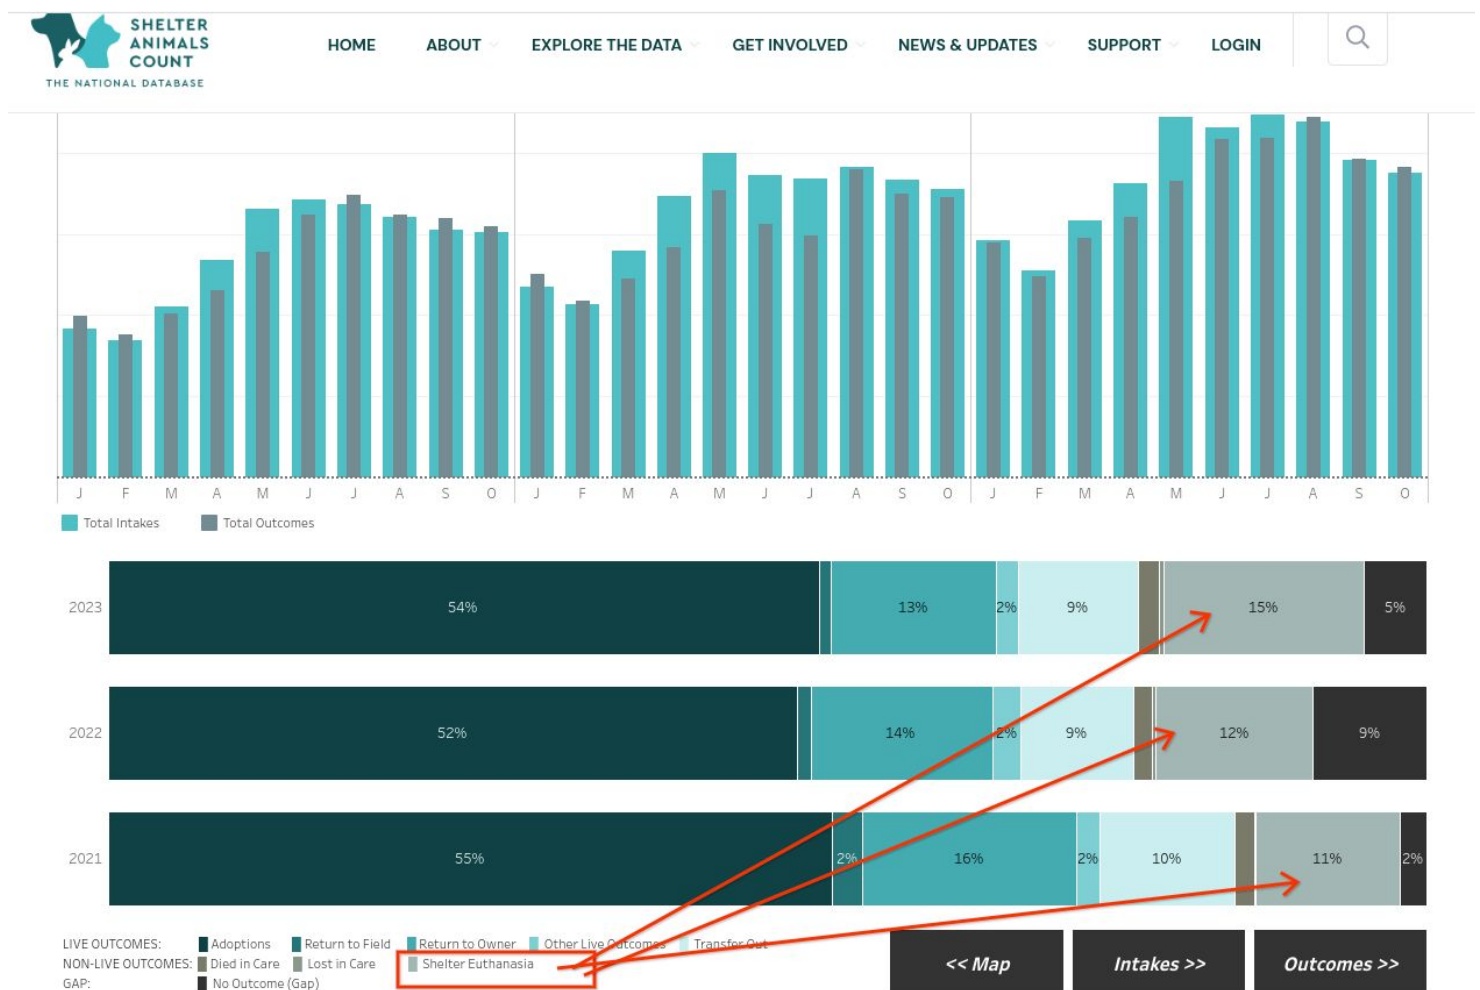 SHELTER
ANIMALS
COUNT
THE NATIONAL DATABASE
HOME ABOUT EXPLORE THE DATA GET INVOLVED NEWS & UPDATES SUPPORT LOGIN
J F M A M J J A S O J F M A M J J A S O J F M A M J J A S O
Total Intakes Total Outcomes
2023 54% 13% 2% 9% 15% 5%
2022 52% 14% 2% 9% 12% 9%
2021 55% 2% 16% 2% 10% 11% 2%
LIVE OUTCOMES: Adoptions Return to Field Return to Owner Other Live Outcomes Transfer Out
NON-LIVE OUTCOMES: Died in Care Lost in Care Shelter Euthanasia
GAP: No Outcome (Gap)
<< Map Intakes >> Outcomes >>